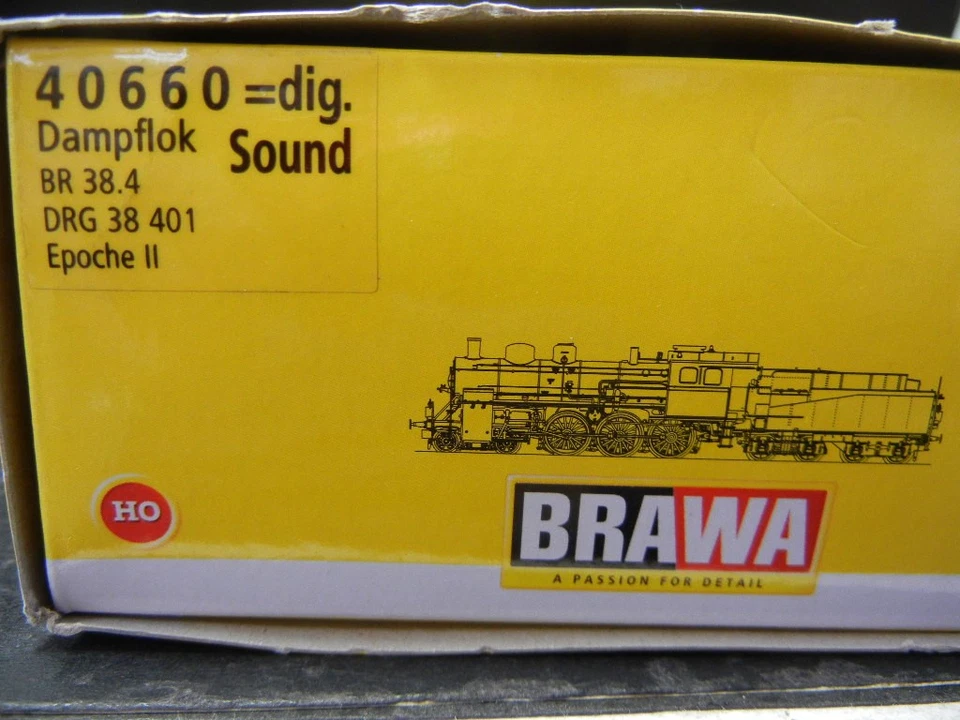 40660 =dig.
Dampflok Sound
BR 38.4
DRG 38 401
Epoche II
HO
BRAWA
A PASSION FOR DETAIL